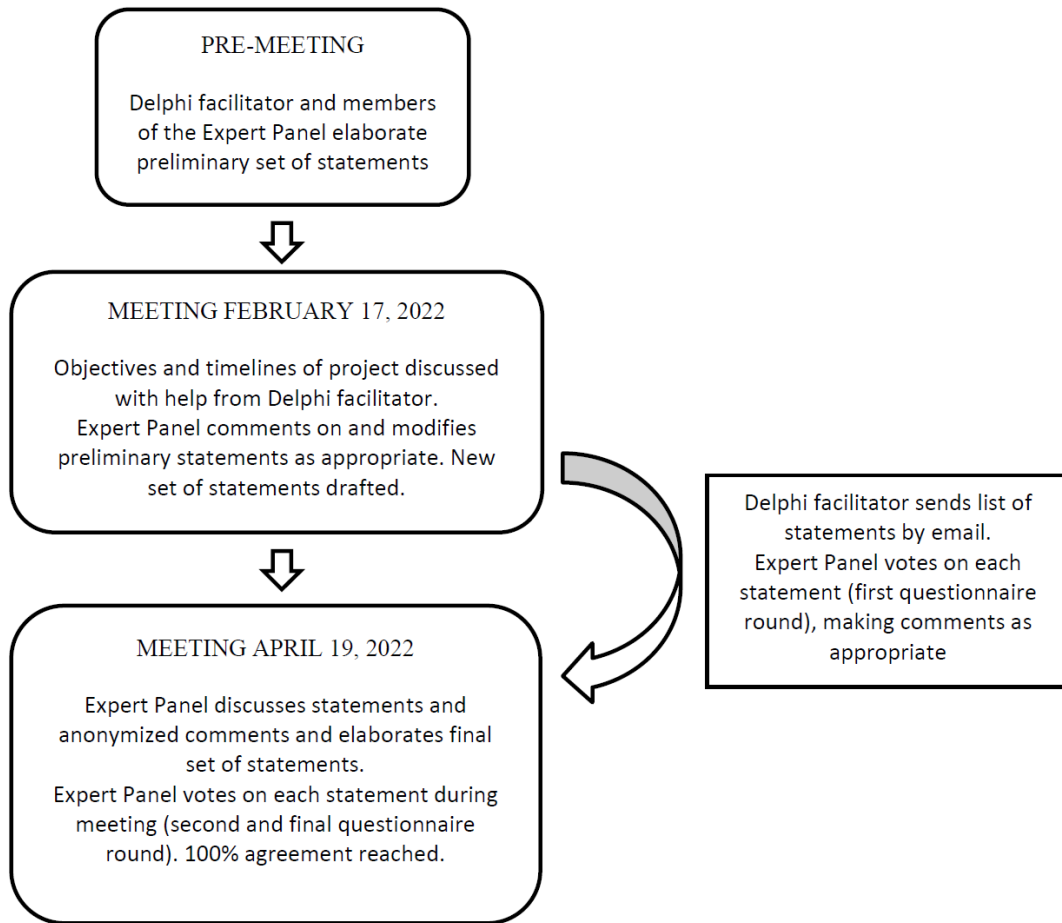 PRE-MEETING
Delphi facilitator and members
of the Expert Panel elaborate
preliminary set of statements
MEETING FEBRUARY 17, 2022
Objectives and timelines of project discussed
with help from Delphi facilitator.
Expert Panel comments on and modifies
preliminary statements as appropriate. New
set of statements drafted.
Delphi facilitator sends list of
statements by email.
Expert Panel votes on each
statement (first questionnaire
round), making comments as
appropriate
MEETING APRIL 19, 2022
Expert Panel discusses statements and
anonymized comments and elaborates final
set of statements.
Expert Panel votes on each statement during
meeting (second and final questionnaire
round). 100% agreement reached.